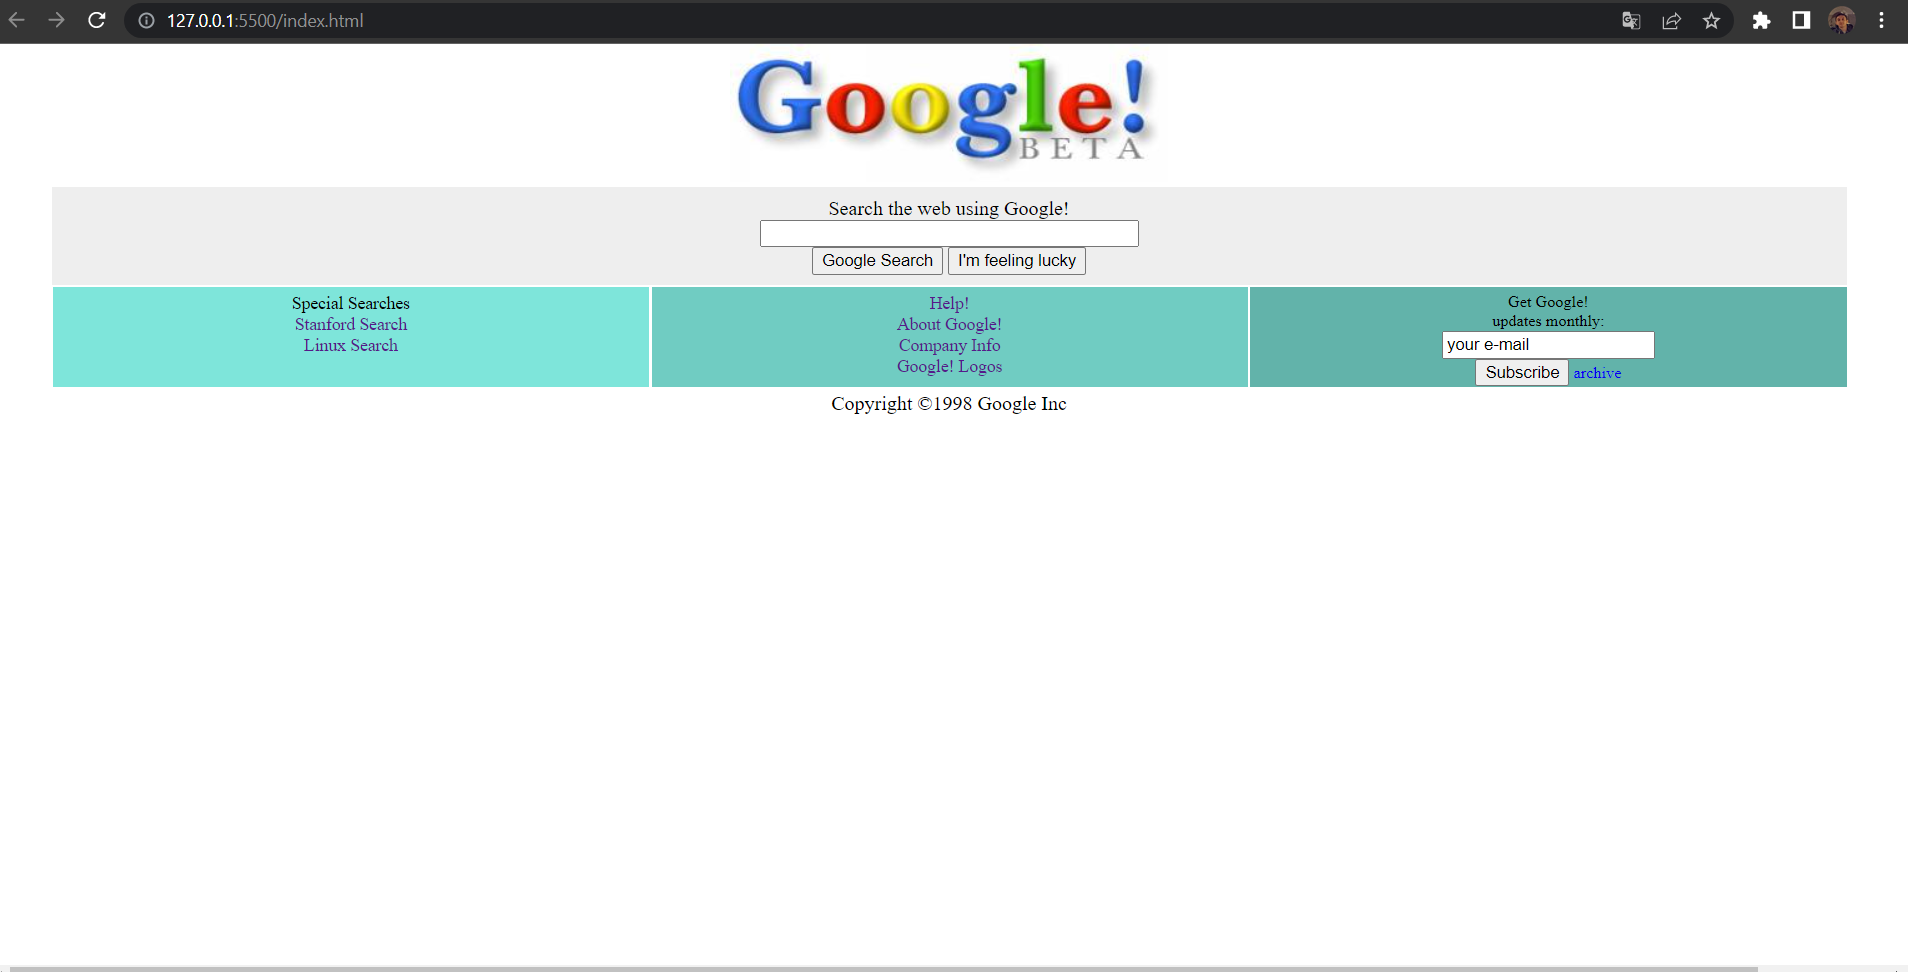 127.0.0.1:5500/index.html
Google!
BETA
Search the web using Google!
Google Search I'm feeling lucky
Special Searches
Stanford Search
Linux Search
Help!
About Google!
Company Info
Google! Logos
Get Google!
updates monthly:
your e-mail
Subscribe archive
Copyright ©1998 Google Inc